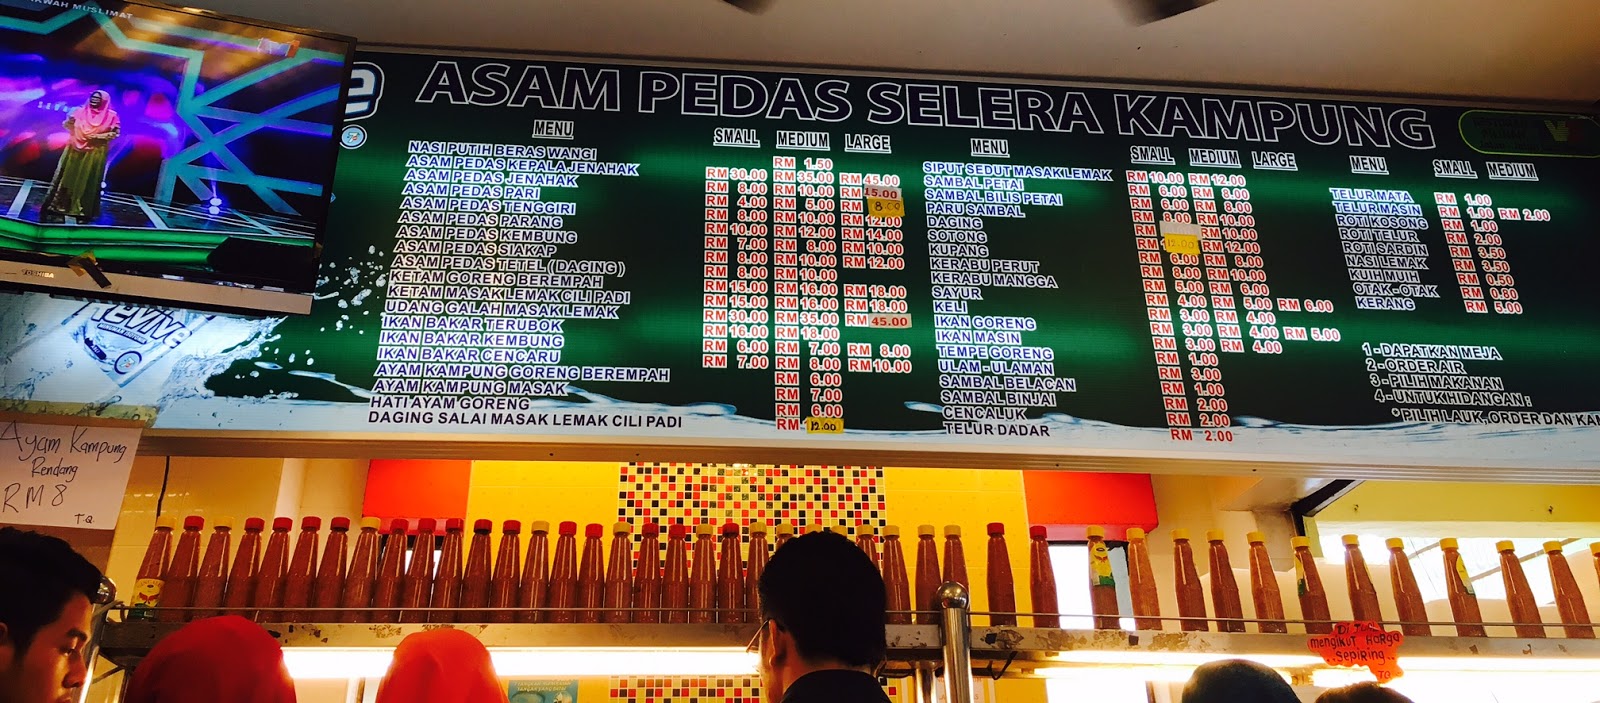 KWAH MUSLIMAT
TOSHIBA
Revive
ASAM PEDAS SELERA KAMPUNG
MENU SMALL MEDIUM LARGE
NASI PUTIH BERAS WANGI RM 1.50
ASAM PEDAS KEPALA JENAHAK RM 30.00 RM 35.00 RM 45.00
ASAM PEDAS JENAHAK RM 8.00 RM 10.00 RM 15.00
ASAM PEDAS PARI RM 4.00 RM 5.00 RM 8.00
ASAM PEDAS TENGGIRI RM 8.00 RM 10.00 RM 12.00
ASAM PEDAS PARANG RM 10.00 RM 12.00 RM 14.00
ASAM PEDAS KEMBUNG RM 7.00 RM 8.00 RM 10.00
ASAM PEDAS SIAKAP RM 8.00 RM 10.00 RM 12.00
ASAM PEDAS TETEL (DAGING) RM 8.00 RM 10.00
KETAM GORENG BEREMPAH RM 15.00 RM 16.00 RM 18.00
KETAM MASAK LEMAK CILI PADI RM 15.00 RM 16.00 RM 18.00
UDANG GALAH MASAK LEMAK RM 30.00 RM 35.00 RM 45.00
IKAN BAKAR TERUBOK RM 16.00 RM 18.00
IKAN BAKAR KEMBUNG RM 6.00 RM 7.00 RM 8.00
IKAN BAKAR CENCARU RM 7.00 RM 8.00 RM 10.00
AYAM KAMPUNG GORENG BEREMPAH RM 6.00
AYAM KAMPUNG MASAK RM 7.00
HATI AYAM GORENG RM 6.00
DAGING SALAI MASAK LEMAK CILI PADI RM 12.00
MENU SMALL MEDIUM LARGE
SIPUT SEDUT MASAK LEMAK RM 10.00 RM 12.00
SAMBAL PETAI RM 6.00 RM 8.00
SAMBAL BILIS PETAI RM 6.00 RM 8.00
PARU SAMBAL RM 8.00 RM 10.00
DAGING RM 12.00 RM 12.00
SOTONG RM 6.00 RM 8.00
KUPANG RM 8.00 RM 10.00
KERABU PERUT RM 5.00 RM 6.00
KERABU MANGGA RM 4.00 RM 5.00 RM 6.00
SAYUR RM 3.00 RM 4.00
KELI RM 3.00 RM 4.00 RM 5.00
IKAN GORENG RM 3.00 RM 4.00
IKAN MASIN RM 1.00
TEMPE GORENG RM 3.00
ULAM - ULAMAN RM 1.00
SAMBAL BELACAN RM 2.00
SAMBAL BINJAI RM 2.00
CENCALUK RM 2.00
TELUR DADAR
MENU SMALL MEDIUM
TELUR MATA RM 1.00
TELUR MASIN RM 1.00 RM 2.00
ROTI KOSONG RM 1.00
ROTI TELUR RM 2.00
ROTI SARDIN RM 3.50
NASI LEMAK RM 3.50
KUIH MUIH RM 0.50
OTAK - OTAK RM 0.80
KERANG RM 5.00
1 - DAPATKAN MEJA
2 - ORDER AIR
3 - PILIH MAKANAN
4 - UNTUK HIDANGAN :
* PILIH LAUK, ORDER DAN KA
Ayam Kampung
Rendang
RM8
T.Q
mengikut HARGA
..sepiring..
TQ